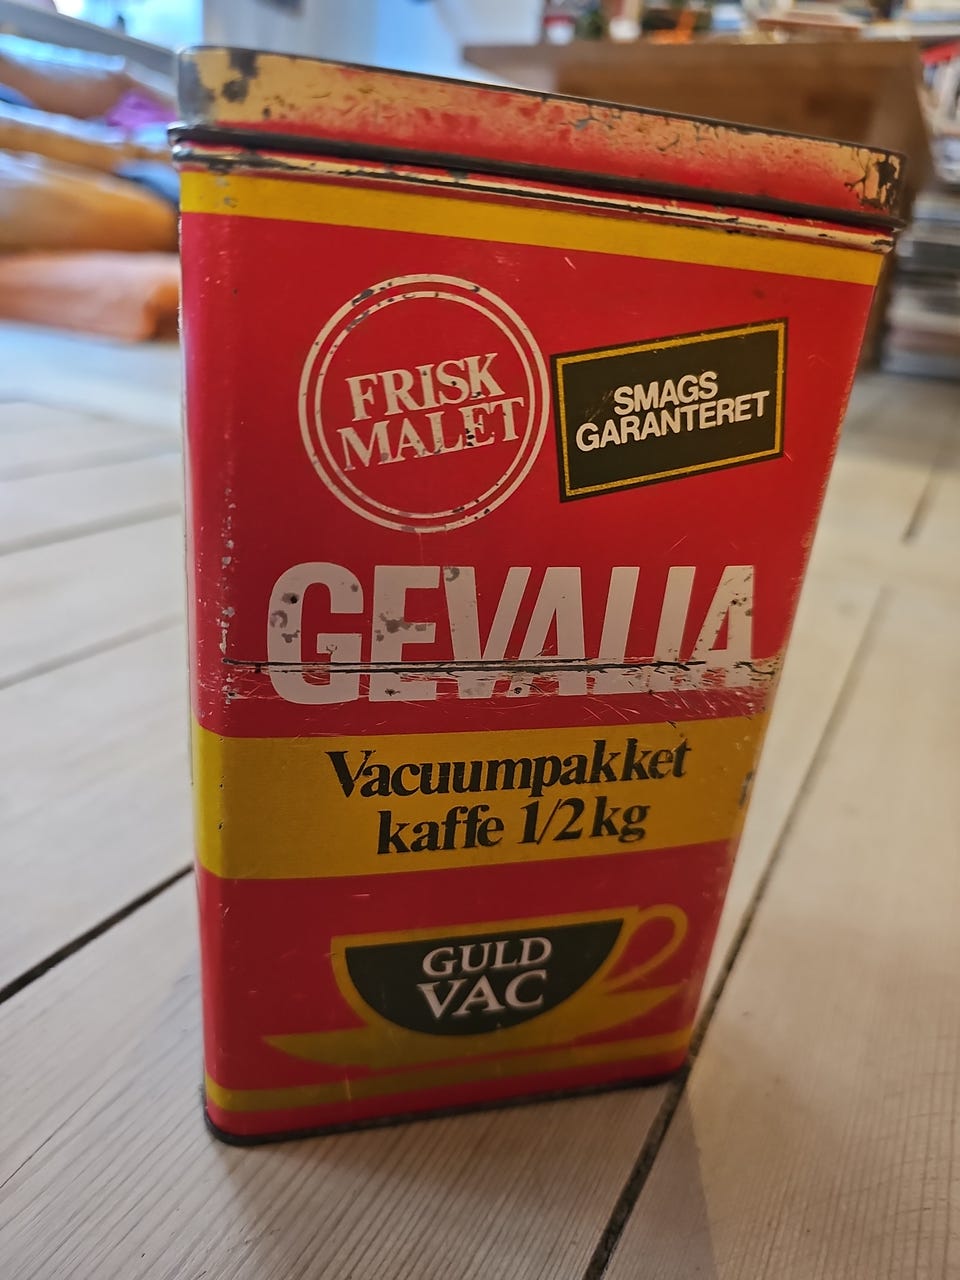 FRISK
MALET
SMAGS
GARANTERET
GEVALIA
Vacuumpakket
kaffe 1/2 kg
GULD
VAC